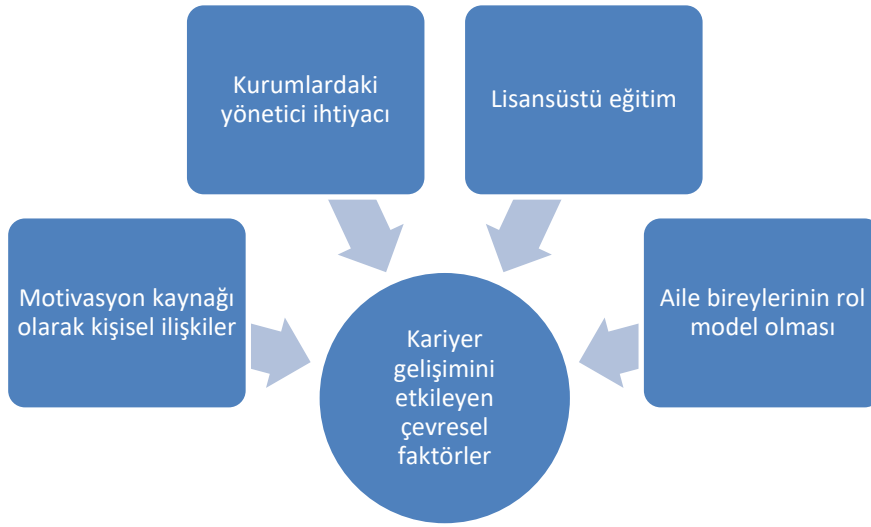 Kurumlardaki
yönetici ihtiyacı
Lisansüstü eğitim
Motivasyon kaynağı
olarak kişisel ilişkiler
Aile bireylerinin rol
model olması
Kariyer
gelişimini
etkileyen
çevresel
faktörler